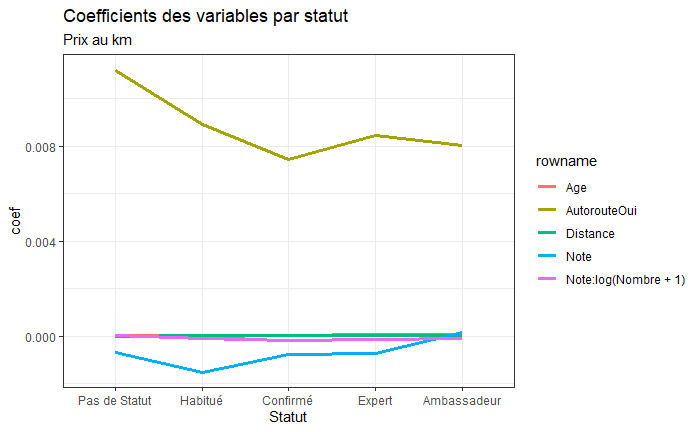 Coefficients des variables par statut
Prix au km
coef
0.008
0.004
0.000
Pas de Statut
Habitué
Confirmé
Expert
Ambassadeur
Statut
rowname
Age
AutorouteOui
Distance
Note
Note:log(Nombre + 1)